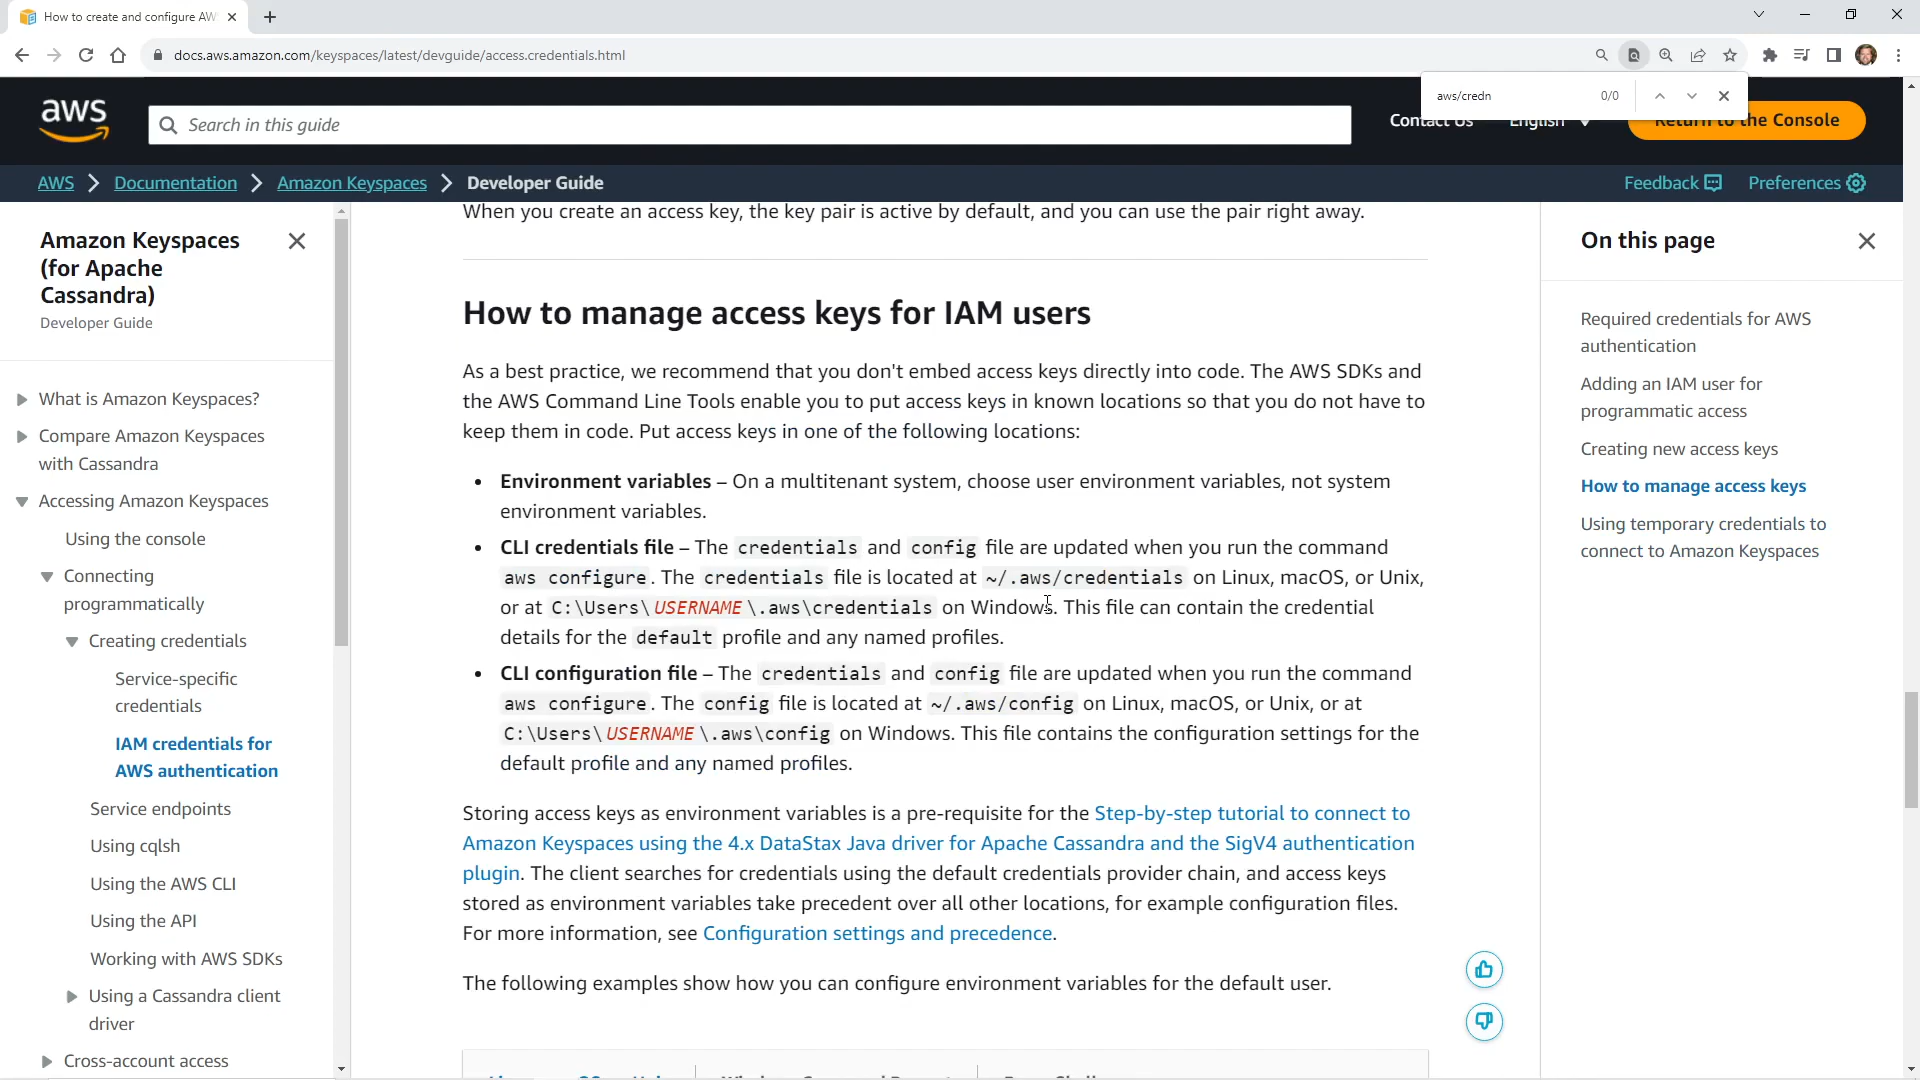 How to create and configure AW
docs.aws.amazon.com/keyspaces/latest/devguide/access.credentials.html
aws/credn 0/0
aws
Search in this guide
Contact Us English Return to the Console
AWS Documentation Amazon Keyspaces Developer Guide
Feedback Preferences
Amazon Keyspaces
(for Apache
Cassandra)
Developer Guide
What is Amazon Keyspaces?
Compare Amazon Keyspaces
with Cassandra
Accessing Amazon Keyspaces
Using the console
Connecting
programmatically
Creating credentials
Service-specific
credentials
IAM credentials for
AWS authentication
Service endpoints
Using cqlsh
Using the AWS CLI
Using the API
Working with AWS SDKs
Using a Cassandra client
driver
Cross-account access
When you create an access key, the key pair is active by default, and you can use the pair right away.
How to manage access keys for IAM users
As a best practice, we recommend that you don't embed access keys directly into code. The AWS SDKs and
the AWS Command Line Tools enable you to put access keys in known locations so that you do not have to
keep them in code. Put access keys in one of the following locations:
• Environment variables – On a multitenant system, choose user environment variables, not system
environment variables.
• CLI credentials file – The credentials and config file are updated when you run the command
aws configure. The credentials file is located at ~/.aws/credentials on Linux, macOS, or Unix,
or at C:\Users\USERNAME\.aws\credentials on Windows. This file can contain the credential
details for the default profile and any named profiles.
• CLI configuration file – The credentials and config file are updated when you run the command
aws configure. The config file is located at ~/.aws/config on Linux, macOS, or Unix, or at
C:\Users\USERNAME\.aws\config on Windows. This file contains the configuration settings for the
default profile and any named profiles.
Storing access keys as environment variables is a pre-requisite for the Step-by-step tutorial to connect to
Amazon Keyspaces using the 4.x DataStax Java driver for Apache Cassandra and the SigV4 authentication
plugin. The client searches for credentials using the default credentials provider chain, and access keys
stored as environment variables take precedent over all other locations, for example configuration files.
For more information, see Configuration settings and precedence.
The following examples show how you can configure environment variables for the default user.
On this page
Required credentials for AWS
authentication
Adding an IAM user for
programmatic access
Creating new access keys
How to manage access keys
Using temporary credentials to
connect to Amazon Keyspaces